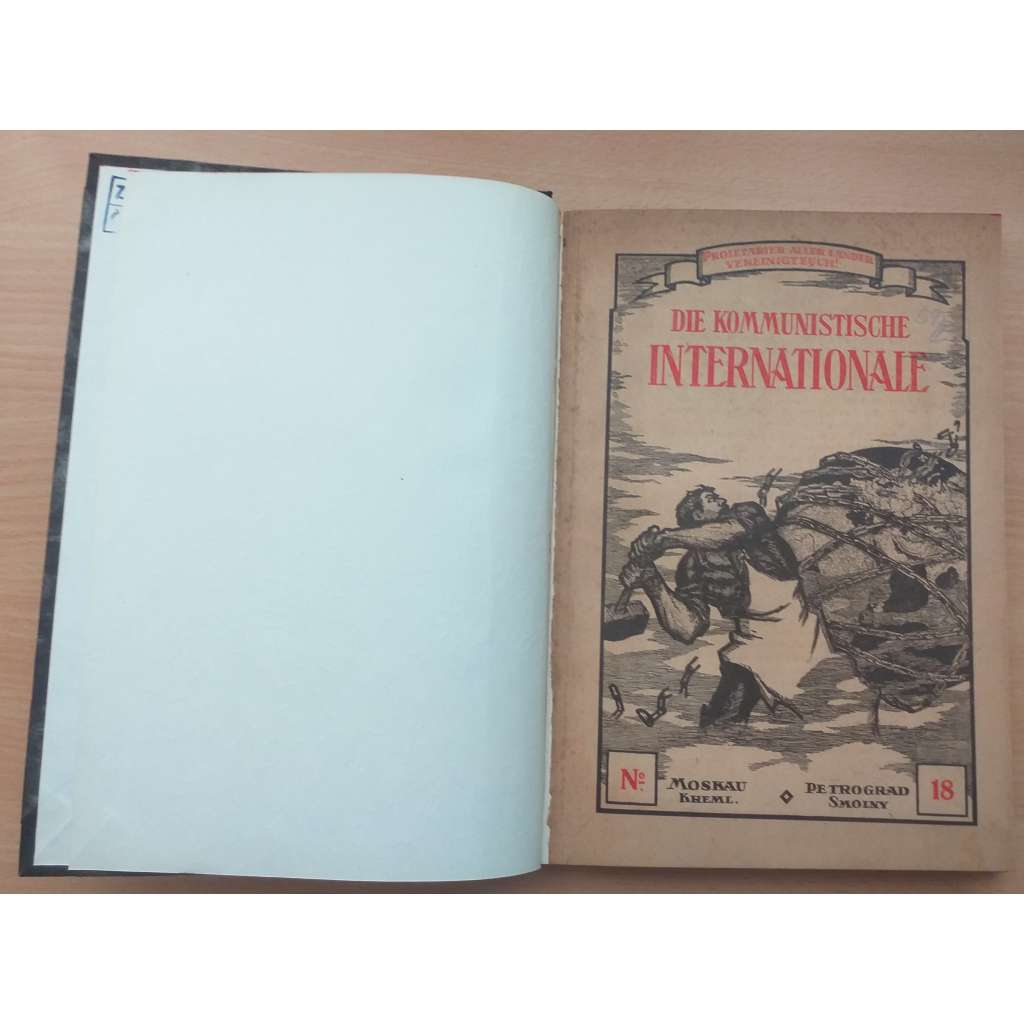 PROLETARIER ALLER LÄNDER
VEREINIGT EUCH!
DIE KOMMUNISTISCHE
INTERNATIONALE
No MOSKAU PETROGRAD 18
KREML. SMOLNY